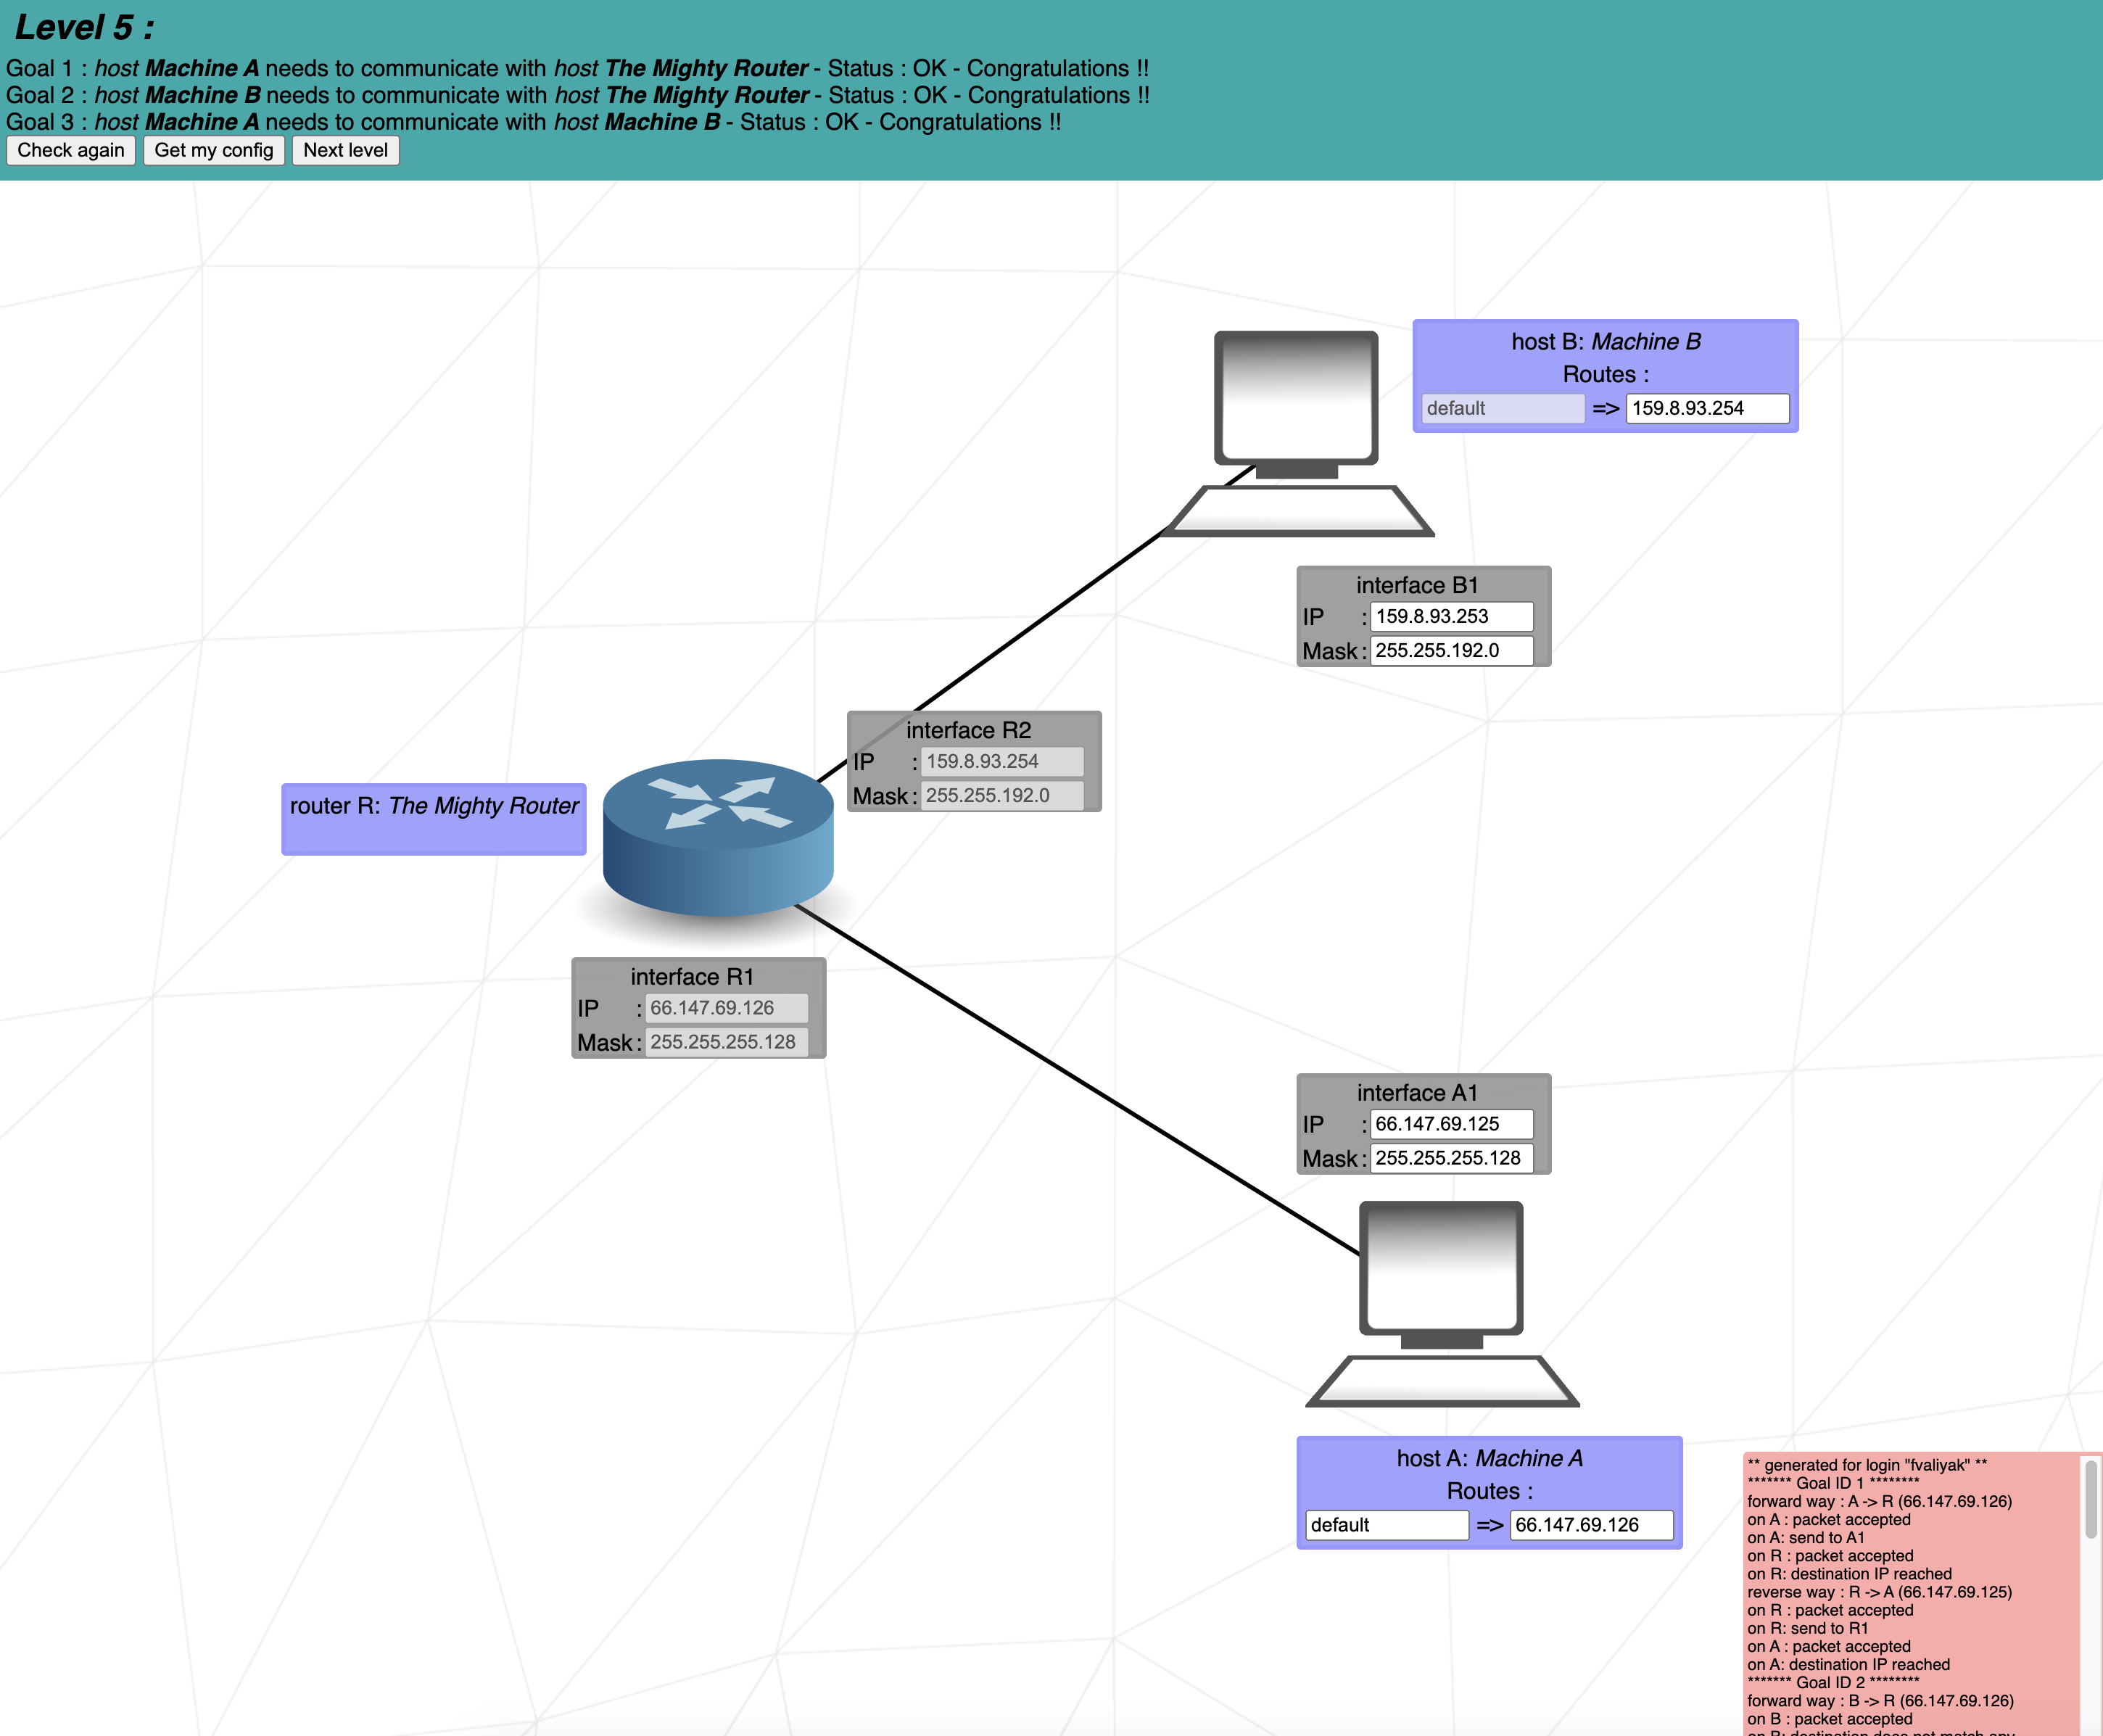 Level 5 :
Goal 1 : host Machine A needs to communicate with host The Mighty Router - Status : OK - Congratulations !!
Goal 2 : host Machine B needs to communicate with host The Mighty Router - Status : OK - Congratulations !!
Goal 3 : host Machine A needs to communicate with host Machine B - Status : OK - Congratulations !!
Check again Get my config Next level
host B: Machine B
Routes :
default => 159.8.93.254
interface B1
IP : 159.8.93.253
Mask : 255.255.192.0
interface R2
IP : 159.8.93.254
Mask : 255.255.192.0
router R: The Mighty Router
interface R1
IP : 66.147.69.126
Mask : 255.255.255.128
interface A1
IP : 66.147.69.125
Mask : 255.255.255.128
host A: Machine A
Routes :
default => 66.147.69.126
** generated for login "fvaliyak" **
******* Goal ID 1 ********
forward way : A -> R (66.147.69.126)
on A : packet accepted
on A: send to A1
on R : packet accepted
on R: destination IP reached
reverse way : R -> A (66.147.69.125)
on R : packet accepted
on R: send to R1
on A : packet accepted
on A: destination IP reached
******* Goal ID 2 ********
forward way : B -> R (66.147.69.126)
on B : packet accepted
on B: destination does not match any